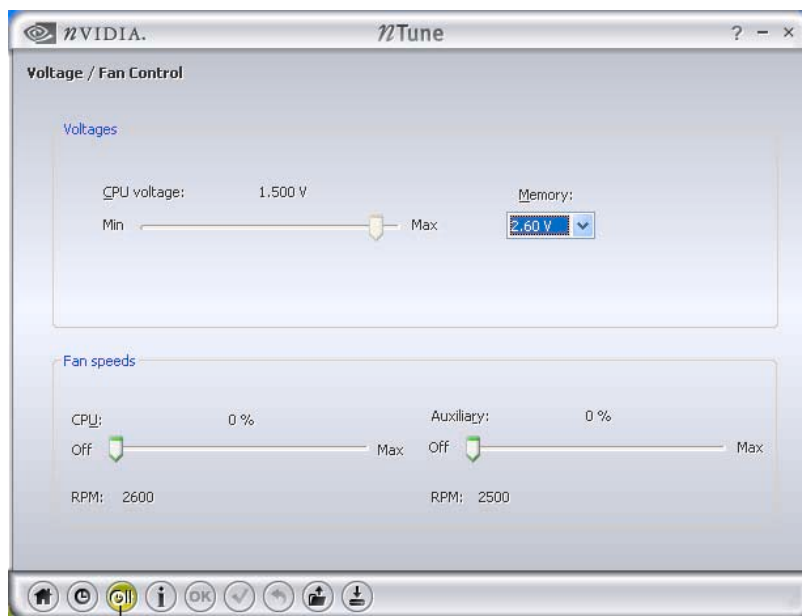 nVIDIA. nTune ? - ×
Voltage / Fan Control
Voltages
CPU voltage: 1.500 V
Min Max
Memory:
2.60 V
Fan speeds
CPU: 0 %
Off Max
RPM: 2600
Auxiliary: 0 %
Off Max
RPM: 2500
OK